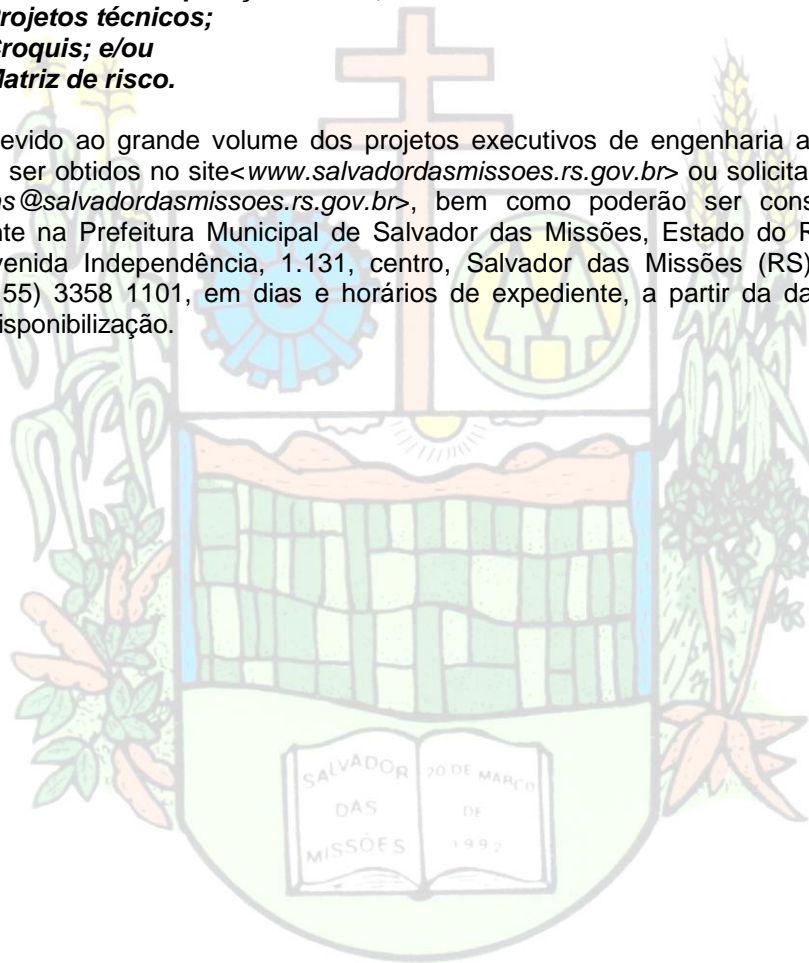 rojetos técnicos;
roquis; e/ou
atriz de risco.
evido ao grande volume dos projetos executivos de engenharia a
ser obtidos no site<www.salvadordasmissoes.rs.gov.br> ou solicita
s@salvadordasmissoes.rs.gov.br>, bem como poderão ser cons
nte na Prefeitura Municipal de Salvador das Missões, Estado do R
venida Independência, 1.131, centro, Salvador das Missões (RS)
55) 3358 1101, em dias e horários de expediente, a partir da da
isponibilização.
SALVADOR 20 DE MARÇO
DAS DE
MISSÕES 1992